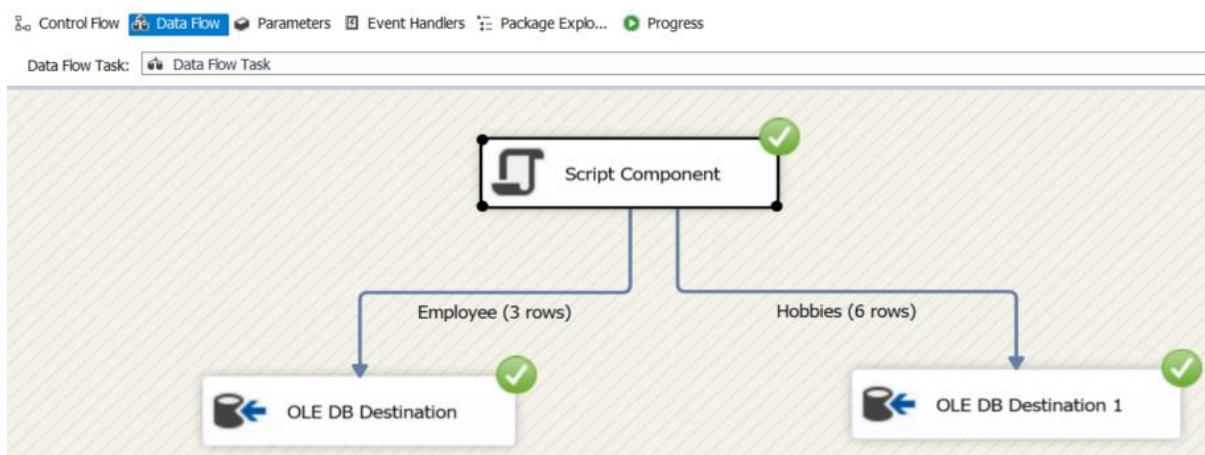 Control Flow Data Flow Parameters Event Handlers Package Explo... Progress
Data Flow Task: Data Flow Task
Script Component
Employee (3 rows) Hobbies (6 rows)
OLE DB Destination OLE DB Destination 1